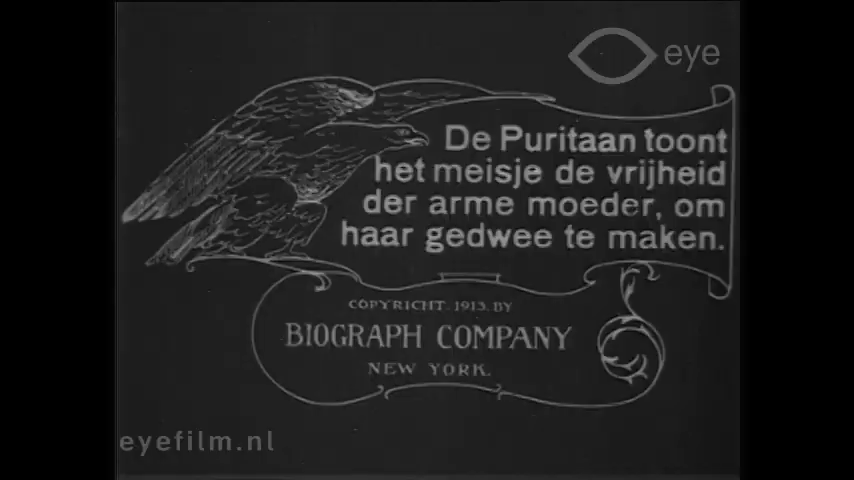 eye
De Puritaan toont
het meisje de vrijheid
der arme moeder, om
haar gedwee te maken.
COPYRIGHT. 1913. BY
BIOGRAPH COMPANY
NEW YORK.
eyefilm.nl